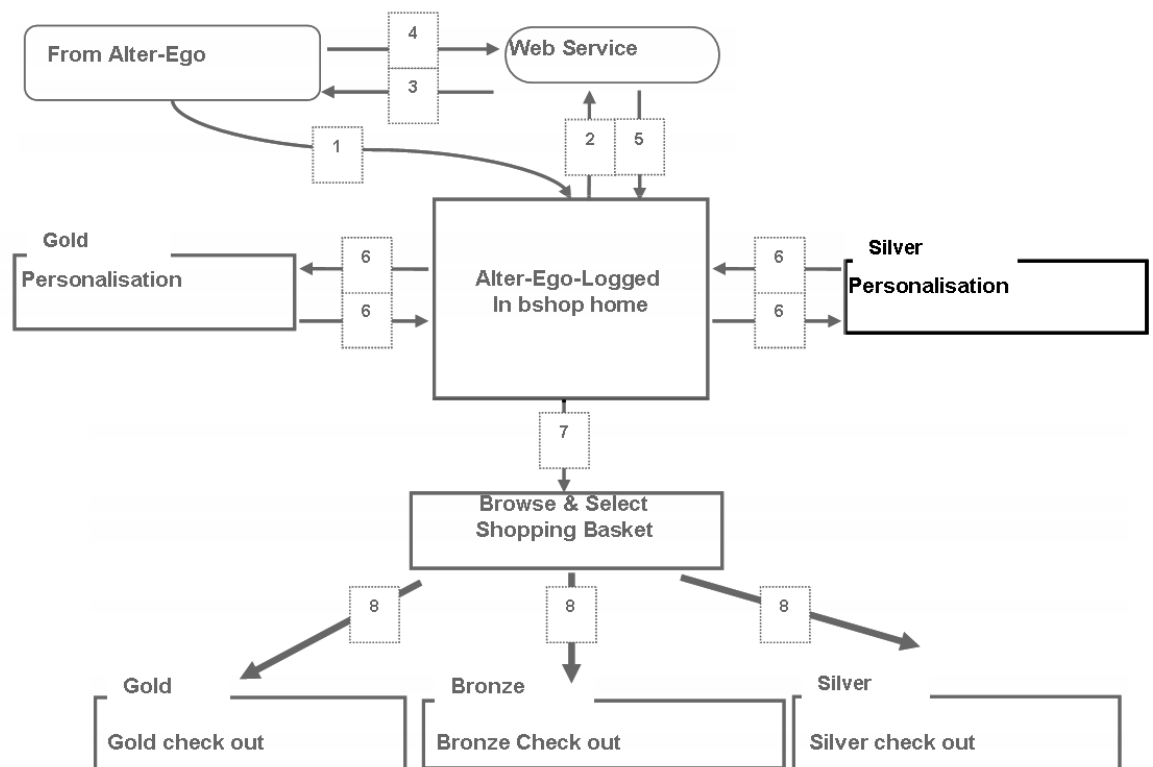 4
From Alter-Ego
Web Service
3
1
2
5
Gold
Personalisation
6
6
Alter-Ego-Logged
In bshop home
6
6
Silver
Personalisation
7
Browse & Select
Shopping Basket
8
8
8
Gold
Gold check out
Bronze
Bronze Check out
Silver
Silver check out